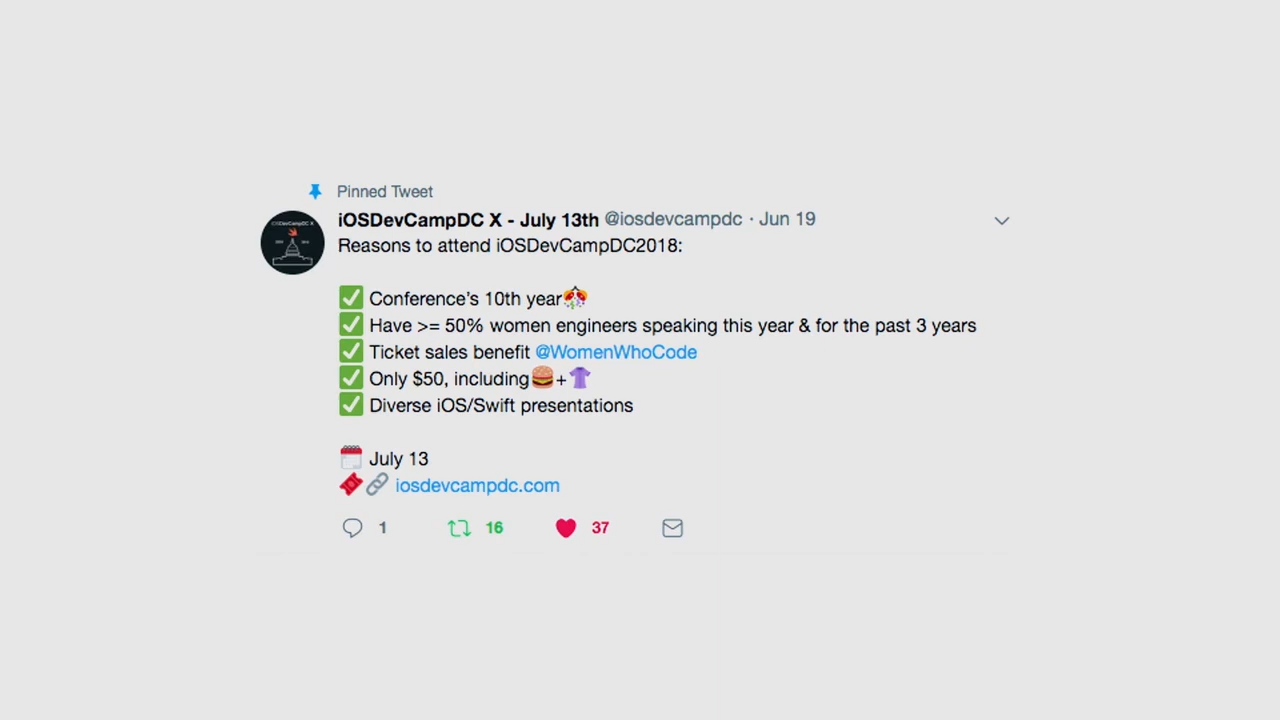 Pinned Tweet
iOSDevCampDC X - July 13th @iosdevcampdc · Jun 19
Reasons to attend iOSDevCampDC2018:
✅ Conference's 10th year🎊
✅ Have >= 50% women engineers speaking this year & for the past 3 years
✅ Ticket sales benefit @WomenWhoCode
✅ Only $50, including🍔+👚
✅ Diverse iOS/Swift presentations
🗓 July 13
🎟🔗 iosdevcampdc.com
1 16 37